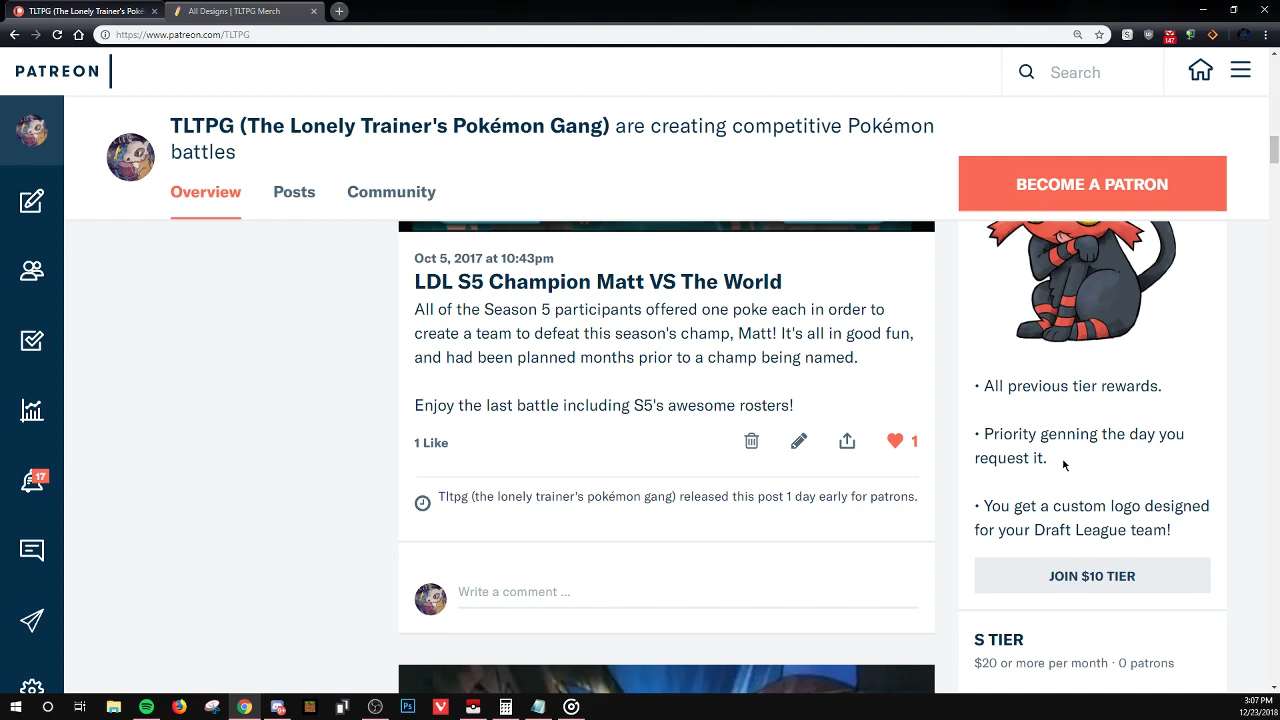 TLTPG (The Lonely Trainer's Poké
All Designs | TLTPG Merch
https://www.patreon.com/TLTPG
147
PATREON
Search
TLTPG (The Lonely Trainer's Pokémon Gang) are creating competitive Pokémon
battles
BECOME A PATRON
Overview
Posts
Community
Oct 5, 2017 at 10:43pm
LDL S5 Champion Matt VS The World
All of the Season 5 participants offered one poke each in order to
create a team to defeat this season's champ, Matt! It's all in good fun,
and had been planned months prior to a champ being named.
Enjoy the last battle including S5's awesome rosters!
1 Like
1
Tltpg (the lonely trainer's pokémon gang) released this post 1 day early for patrons.
Write a comment ...
• All previous tier rewards.
• Priority genning the day you
request it.
• You get a custom logo designed
for your Draft League team!
JOIN $10 TIER
S TIER
$20 or more per month · 0 patrons
17
3:07 PM
12/23/2018